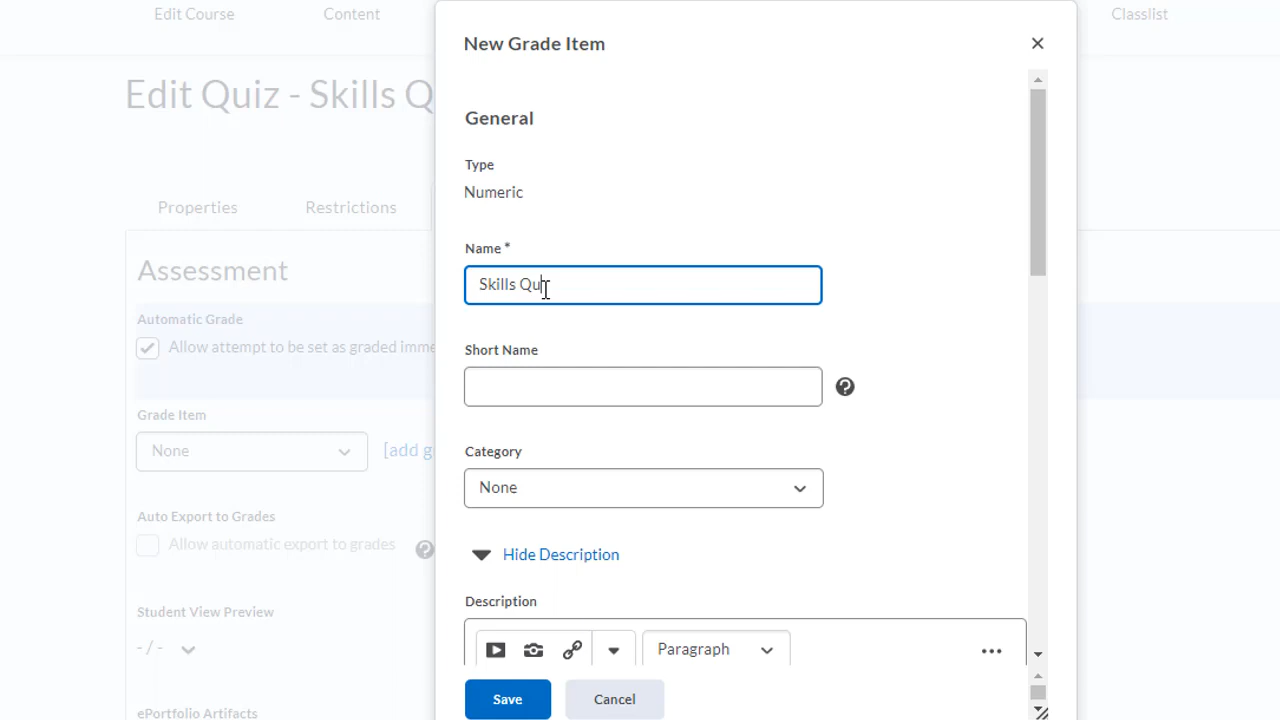 Edit Course
Content
Classlist
New Grade Item
Edit Quiz - Skills Q
General
Type
Numeric
Properties
Restrictions
Name *
Skills Qu
Assessment
Automatic Grade
Allow attempt to be set as graded imme
Short Name
Grade Item
None
[add g
Category
None
Auto Export to Grades
Allow automatic export to grades
Hide Description
Description
Student View Preview
- / -
Paragraph
Save
Cancel
ePortfolio Artifacts